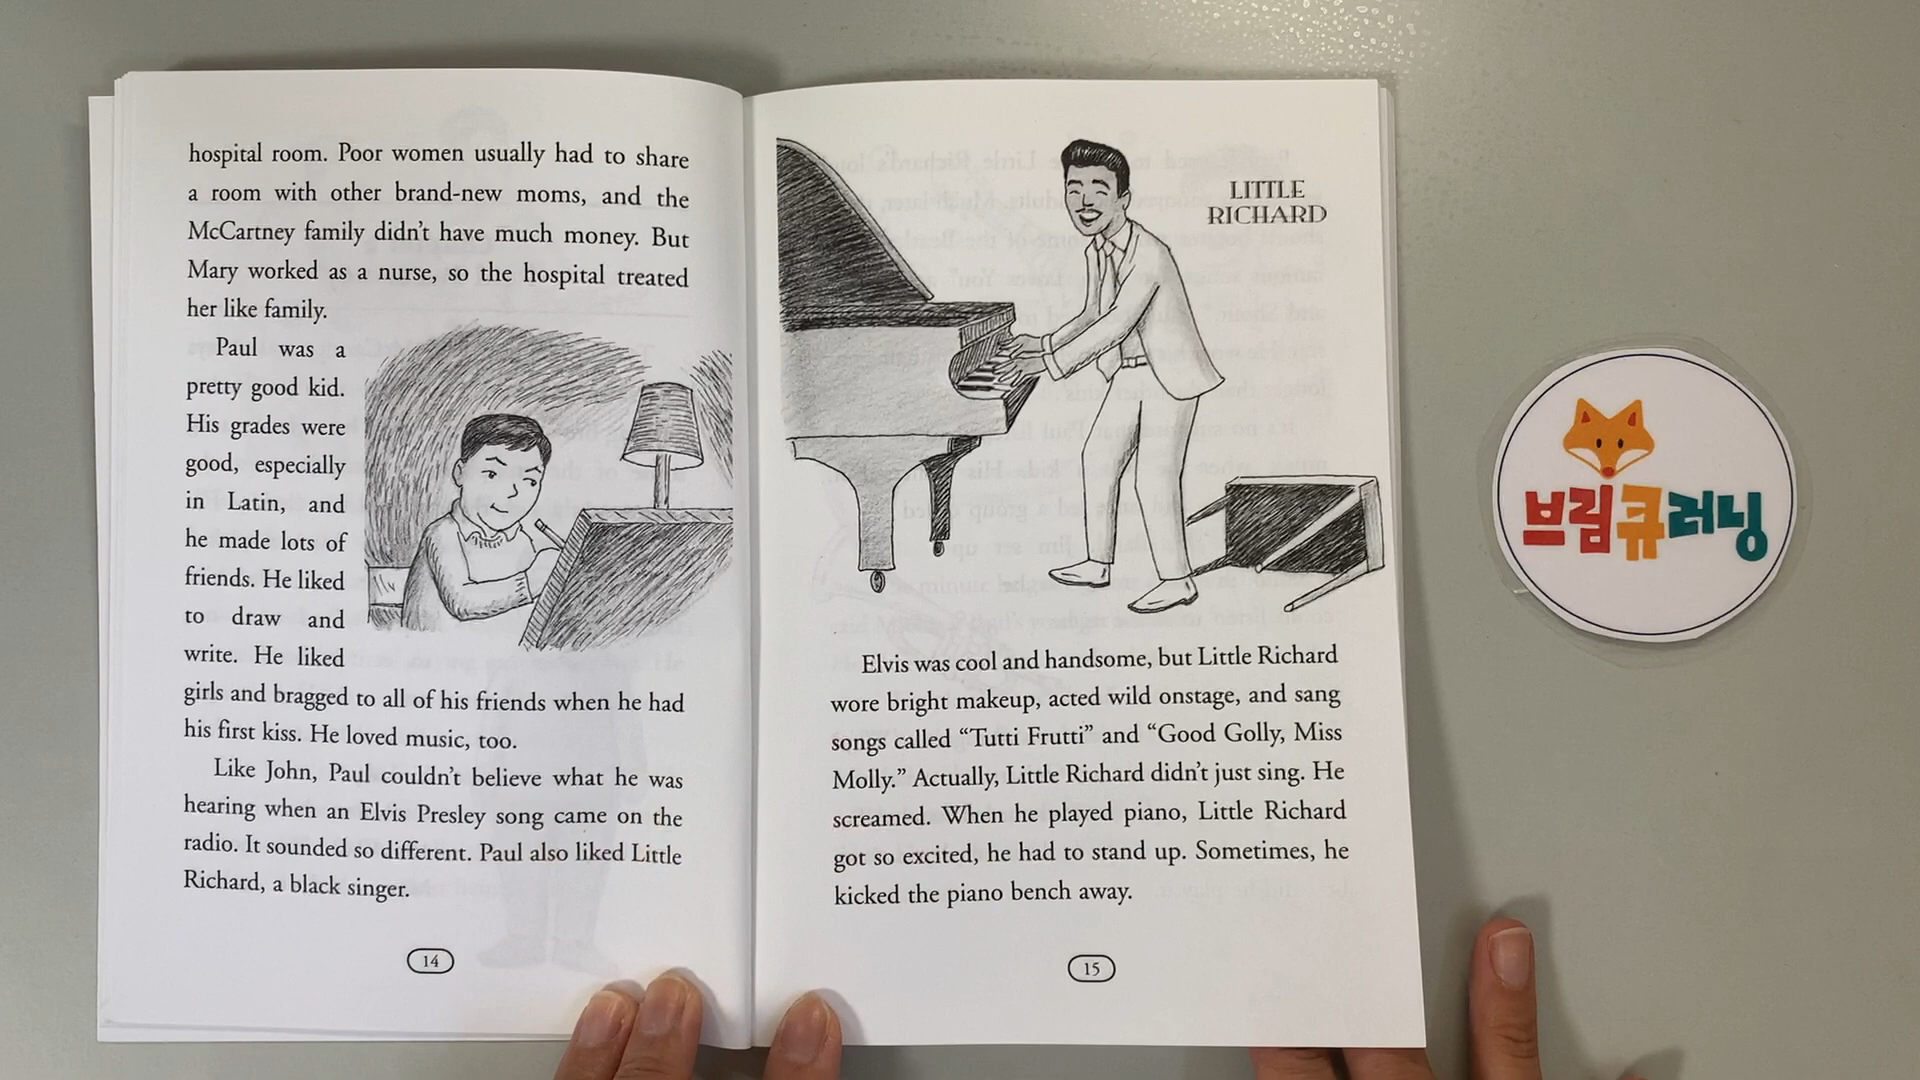 hospital room. Poor women usually had to share
a room with other brand-new moms, and the
McCartney family didn't have much money. But
Mary worked as a nurse, so the hospital treated
her like family.
Paul was a
pretty good kid.
His grades were
good, especially
in Latin, and
he made lots of
friends. He liked
to draw and
write. He liked
girls and bragged to all of his friends when he had
his first kiss. He loved music, too.
Like John, Paul couldn't believe what he was
hearing when an Elvis Presley song came on the
radio. It sounded so different. Paul also liked Little
Richard, a black singer.
14
LITTLE
RICHARD
Elvis was cool and handsome, but Little Richard
wore bright makeup, acted wild onstage, and sang
songs called “Tutti Frutti” and “Good Golly, Miss
Molly.” Actually, Little Richard didn't just sing. He
screamed. When he played piano, Little Richard
got so excited, he had to stand up. Sometimes, he
kicked the piano bench away.
15
브림큐러닝